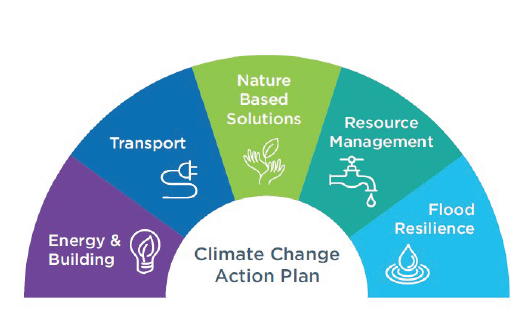 Energy &
Building
Transport
Nature
Based
Solutions
Resource
Management
Flood
Resilience
Climate Change
Action Plan